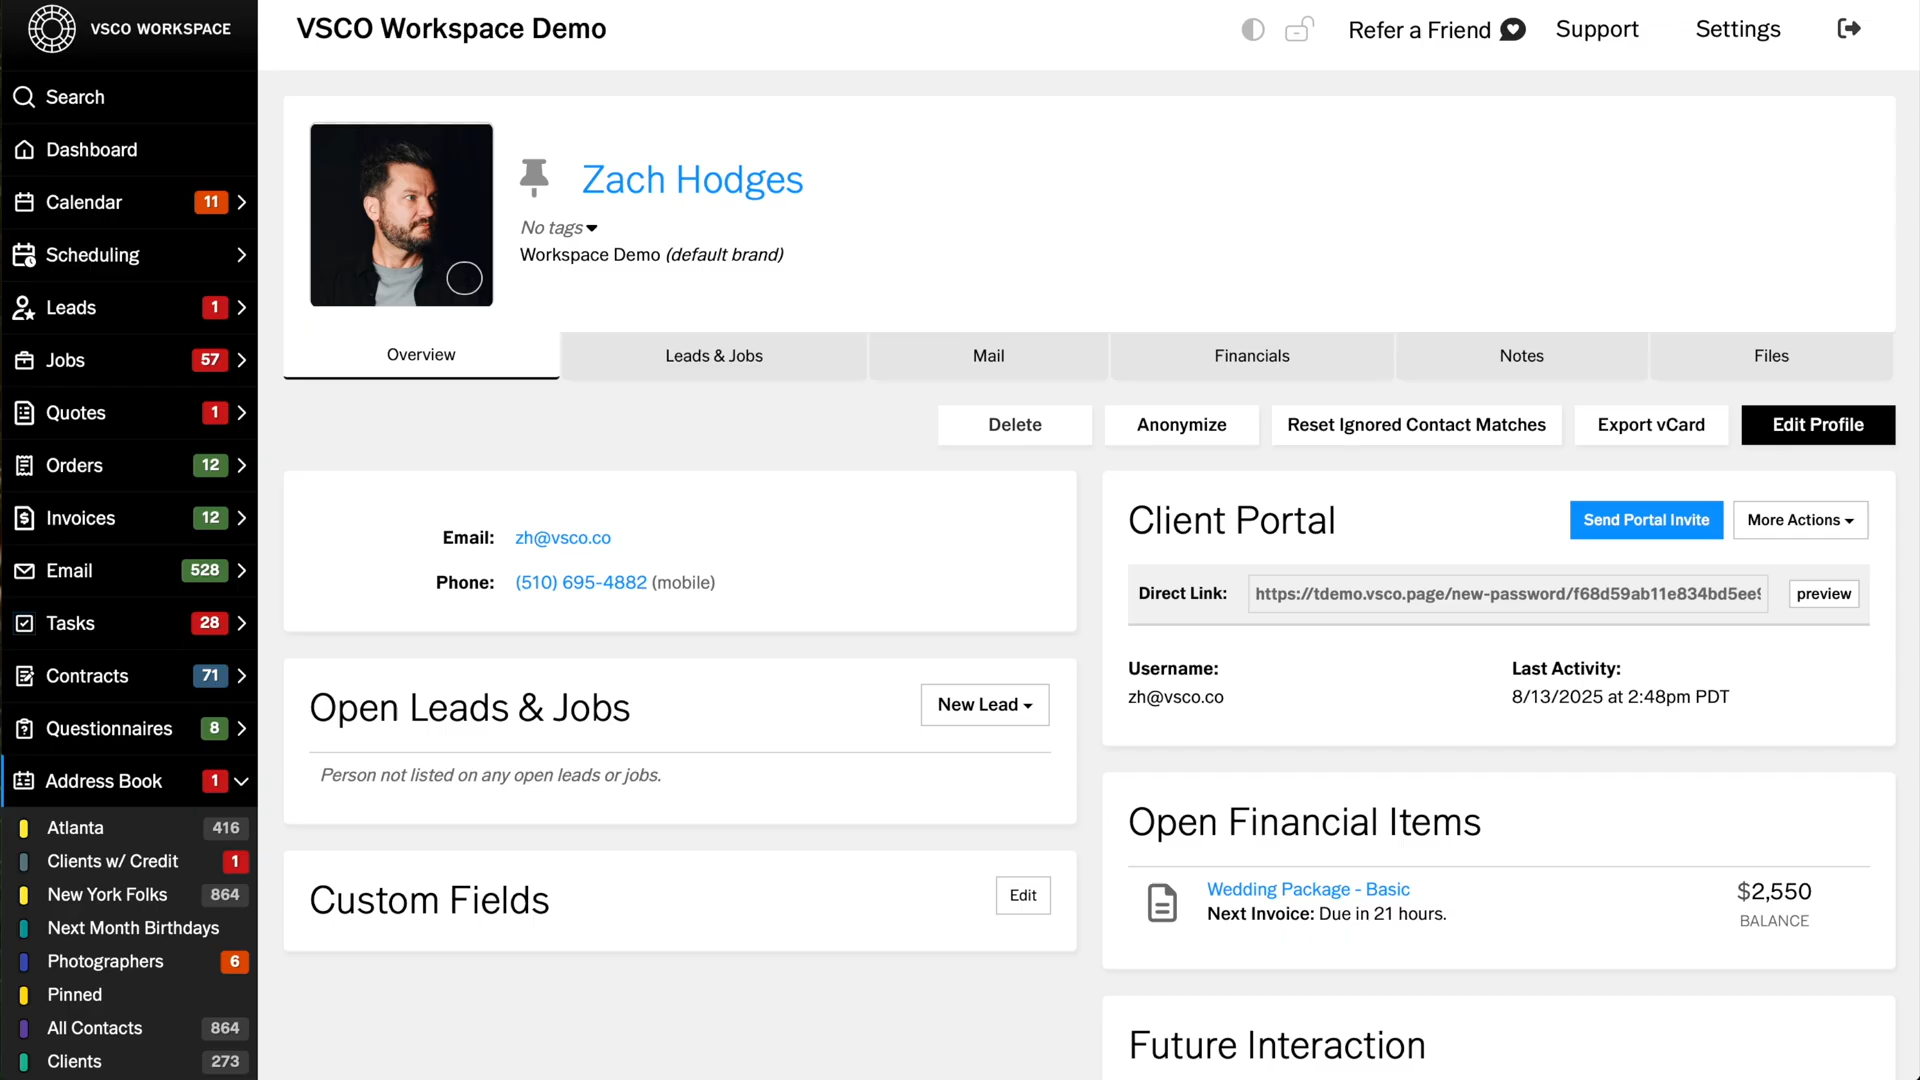 VSCO WORKSPACE
VSCO Workspace Demo
Refer a Friend
Support
Settings
Search
Dashboard
Calendar 11
Scheduling
Leads 1
Jobs 57
Quotes 1
Orders 12
Invoices 12
Email 528
Tasks 28
Contracts 71
Questionnaires 8
Address Book 1
Atlanta 416
Clients w/ Credit 1
New York Folks 864
Next Month Birthdays
Photographers 6
Pinned
All Contacts 864
Clients 273
Zach Hodges
No tags
Workspace Demo (default brand)
Overview
Leads & Jobs
Mail
Financials
Notes
Files
Delete
Anonymize
Reset Ignored Contact Matches
Export vCard
Edit Profile
Email: zh@vsco.co
Phone: (510) 695-4882 (mobile)
Open Leads & Jobs
New Lead
Person not listed on any open leads or jobs.
Custom Fields
Edit
Client Portal
Send Portal Invite
More Actions
Direct Link: https://tdemo.vsco.page/new-password/f68d59ab11e834bd5ee9
preview
Username:
zh@vsco.co
Last Activity:
8/13/2025 at 2:48pm PDT
Open Financial Items
Wedding Package - Basic
Next Invoice: Due in 21 hours.
$2,550
BALANCE
Future Interaction